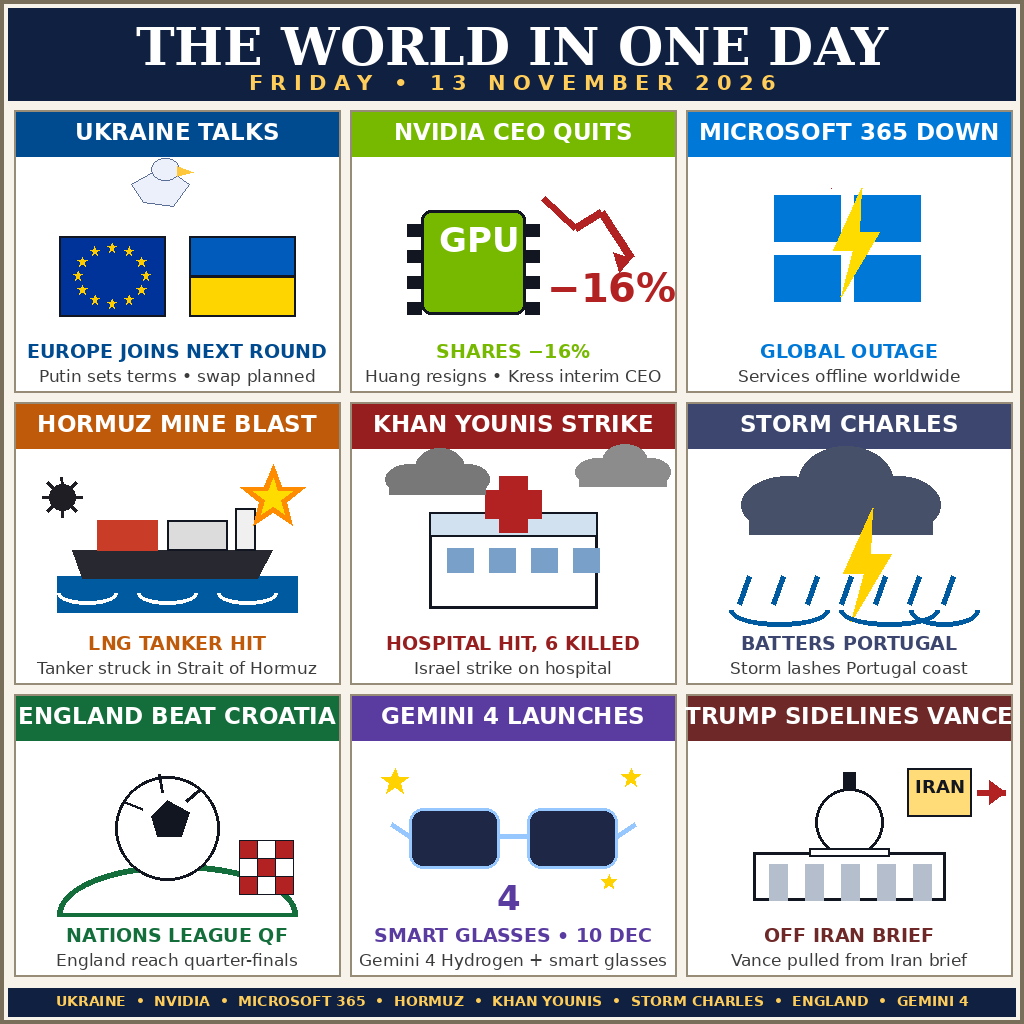 THE WORLD IN ONE DAY
FRIDAY • 13 NOVEMBER 2026
UKRAINE TALKS
EUROPE JOINS NEXT ROUND
Putin sets terms • swap planned
NVIDIA CEO QUITS
GPU
−16%
SHARES −16%
Huang resigns • Kress interim CEO
MICROSOFT 365 DOWN
GLOBAL OUTAGE
Services offline worldwide
HORMUZ MINE BLAST
LNG TANKER HIT
Tanker struck in Strait of Hormuz
KHAN YOUNIS STRIKE
HOSPITAL HIT, 6 KILLED
Israel strike on hospital
STORM CHARLES
BATTERS PORTUGAL
Storm lashes Portugal coast
ENGLAND BEAT CROATIA
NATIONS LEAGUE QF
England reach quarter-finals
GEMINI 4 LAUNCHES
4
SMART GLASSES • 10 DEC
Gemini 4 Hydrogen + smart glasses
TRUMP SIDELINES VANCE
IRAN
OFF IRAN BRIEF
Vance pulled from Iran brief
UKRAINE • NVIDIA • MICROSOFT 365 • HORMUZ • KHAN YOUNIS • STORM CHARLES • ENGLAND • GEMINI 4